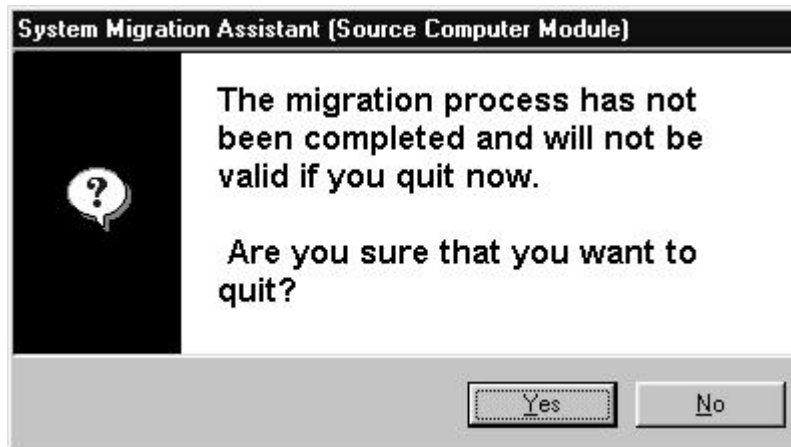 System Migration Assistant (Source Computer Module)
The migration process has not
been completed and will not be
valid if you quit now.
Are you sure that you want to
quit?
?
Yes
No